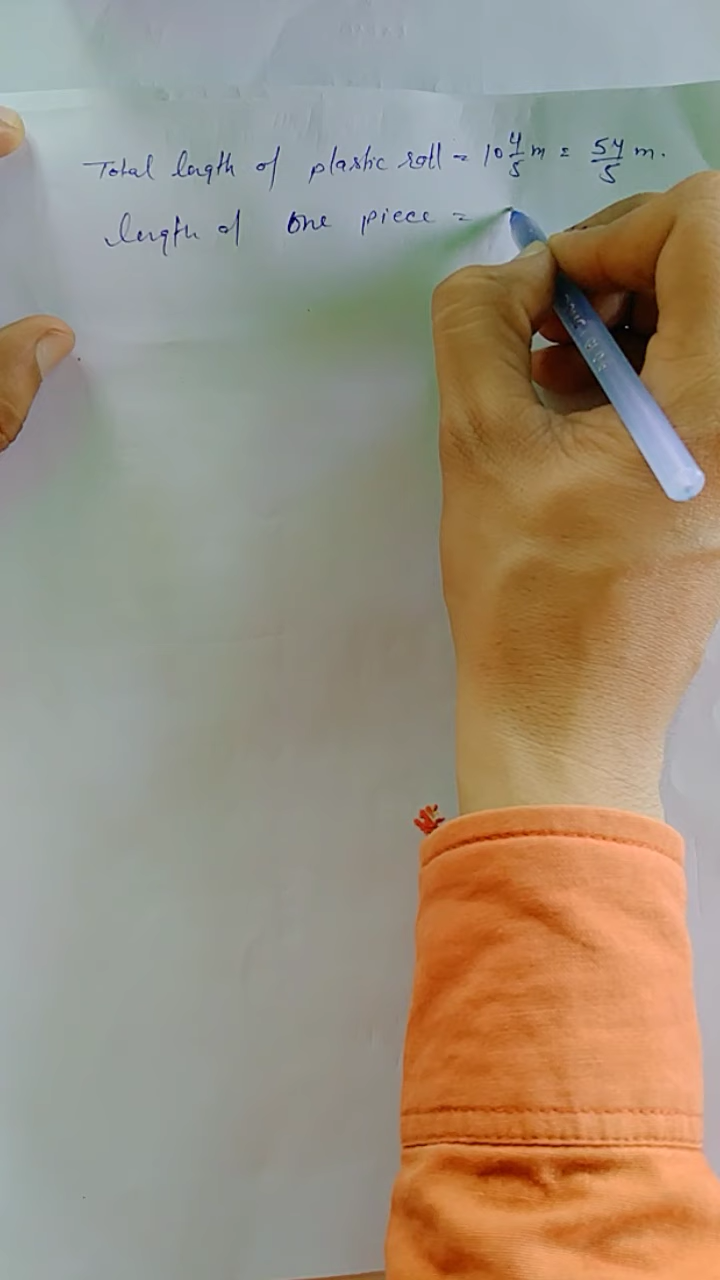 Total length of plastic roll = 10 4/5 m = 54/5 m.
length of one piece =